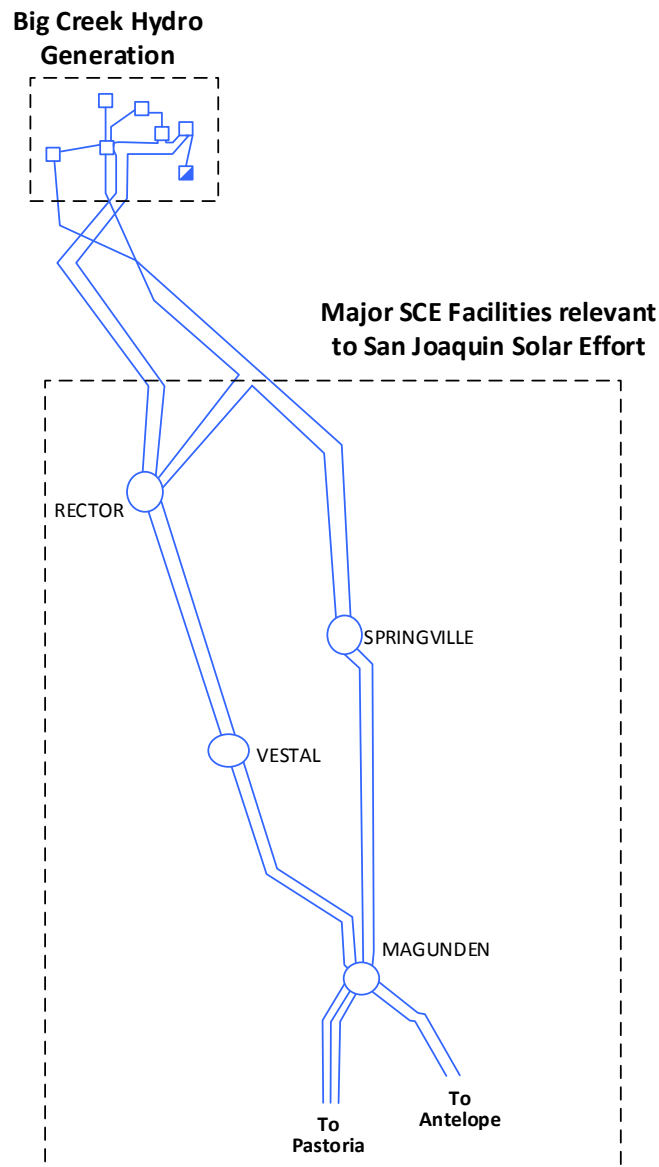 Big Creek Hydro
Generation
Major SCE Facilities relevant
to San Joaquin Solar Effort
RECTOR
SPRINGVILLE
VESTAL
MAGUNDEN
To
Antelope
To
Pastoria